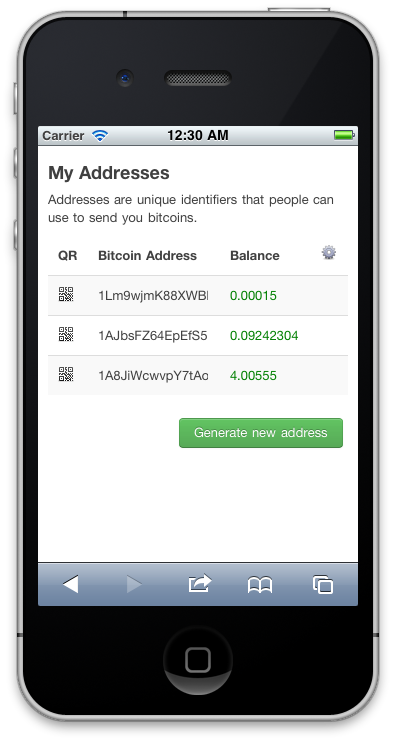 Carrier 12:30 AM
My Addresses
Addresses are unique identifiers that people can
use to send you bitcoins.
QR Bitcoin Address Balance
1Lm9wjmK88XWB 0.00015
1AJbsFZ64EpEfS5 0.09242304
1A8JiWcwvpY7tAo 4.00555
Generate new address